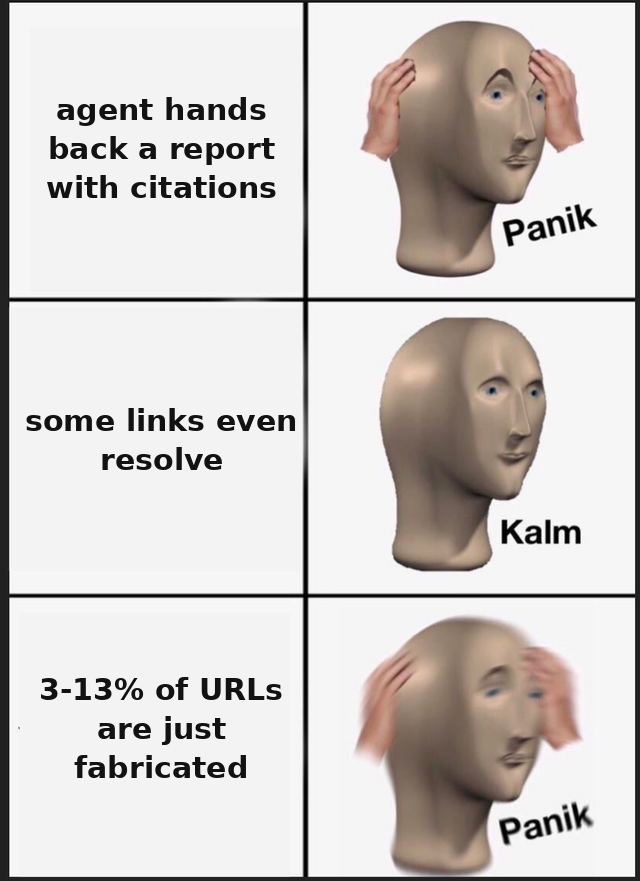 agent hands
back a report
with citations
Panik
some links even
resolve
Kalm
3-13% of URLs
are just
fabricated
Panik